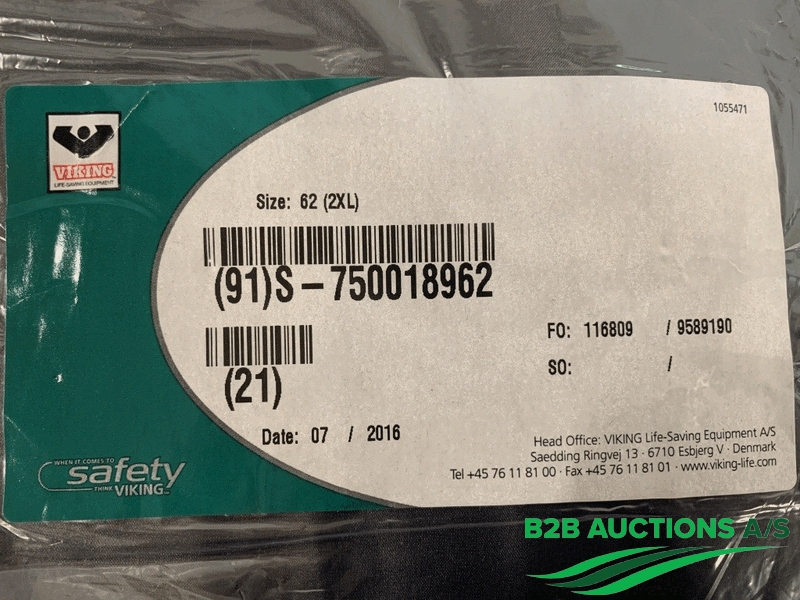 1055471
VIKING
LIFE-SAVING EQUIPMENT
Size: 62 (2XL)
(91)S-750018962
(21)
FO: 116809 / 9589190
SO: /
Date: 07 / 2016
WHEN IT COMES TO
safety
THINK VIKING
Head Office: VIKING Life-Saving Equipment A/S
Saedding Ringvej 13 · 6710 Esbjerg V · Denmark
Tel +45 76 11 81 00 · Fax +45 76 11 81 01 · www.viking-life.com
B2B AUCTIONS A/S